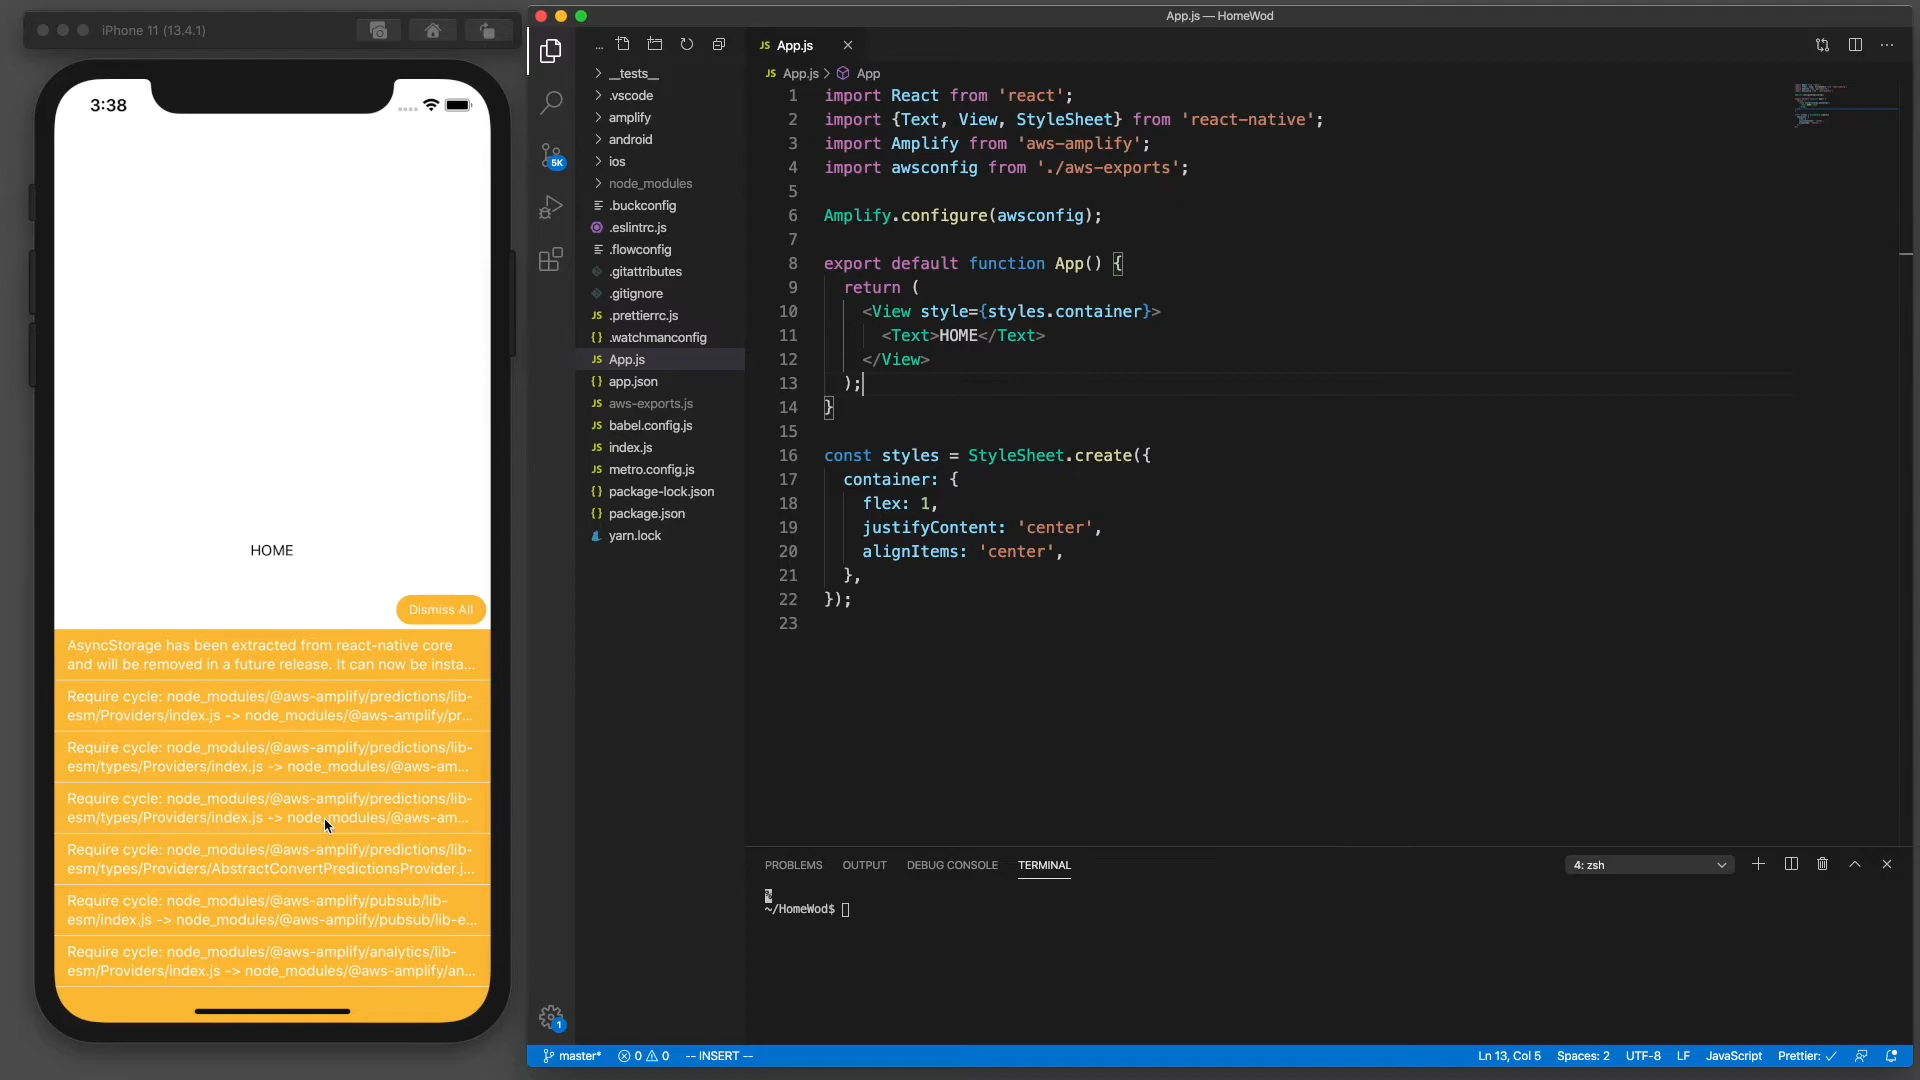 iPhone 11 (13.4.1)
3:38
HOME
Dismiss All
AsyncStorage has been extracted from react-native core
and will be removed in a future release. It can now be insta...
Require cycle: node_modules/@aws-amplify/predictions/lib-
esm/Providers/index.js -> node_modules/@aws-amplify/pr...
Require cycle: node_modules/@aws-amplify/predictions/lib-
esm/types/Providers/index.js -> node_modules/@aws-am...
Require cycle: node_modules/@aws-amplify/predictions/lib-
esm/types/Providers/index.js -> node_modules/@aws-am...
Require cycle: node_modules/@aws-amplify/predictions/lib-
esm/types/Providers/AbstractConvertPredictionsProvider.j...
Require cycle: node_modules/@aws-amplify/pubsub/lib-
esm/index.js -> node_modules/@aws-amplify/pubsub/lib-e...
Require cycle: node_modules/@aws-amplify/analytics/lib-
esm/Providers/index.js -> node_modules/@aws-amplify/an...
App.js — HomeWod
5K
1
...
__tests__
.vscode
amplify
android
ios
node_modules
.buckconfig
.eslintrc.js
.flowconfig
.gitattributes
.gitignore
JS .prettierrc.js
{} .watchmanconfig
JS App.js
{} app.json
JS aws-exports.js
JS babel.config.js
JS index.js
JS metro.config.js
{} package-lock.json
{} package.json
yarn.lock
JS App.js
JS App.js > App
1 import React from 'react';
2 import {Text, View, StyleSheet} from 'react-native';
3 import Amplify from 'aws-amplify';
4 import awsconfig from './aws-exports';
5
6 Amplify.configure(awsconfig);
7
8 export default function App() {
9 return (
10 <View style={styles.container}>
11 <Text>HOME</Text>
12 </View>
13 );
14 }
15
16 const styles = StyleSheet.create({
17 container: {
18 flex: 1,
19 justifyContent: 'center',
20 alignItems: 'center',
21 },
22 });
23
PROBLEMS OUTPUT DEBUG CONSOLE TERMINAL
4: zsh
%
~/HomeWod$
master* 0 0 -- INSERT --
Ln 13, Col 5 Spaces: 2 UTF-8 LF JavaScript Prettier: ✓